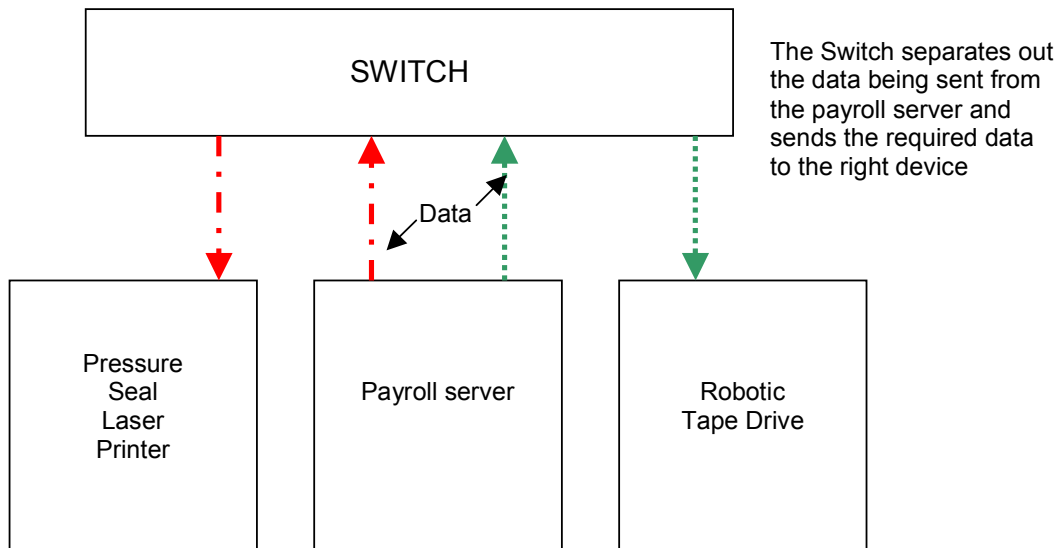 SWITCH
The Switch separates out
the data being sent from
the payroll server and
sends the required data
to the right device
Data
Pressure
Seal
Laser
Printer
Payroll server
Robotic
Tape Drive